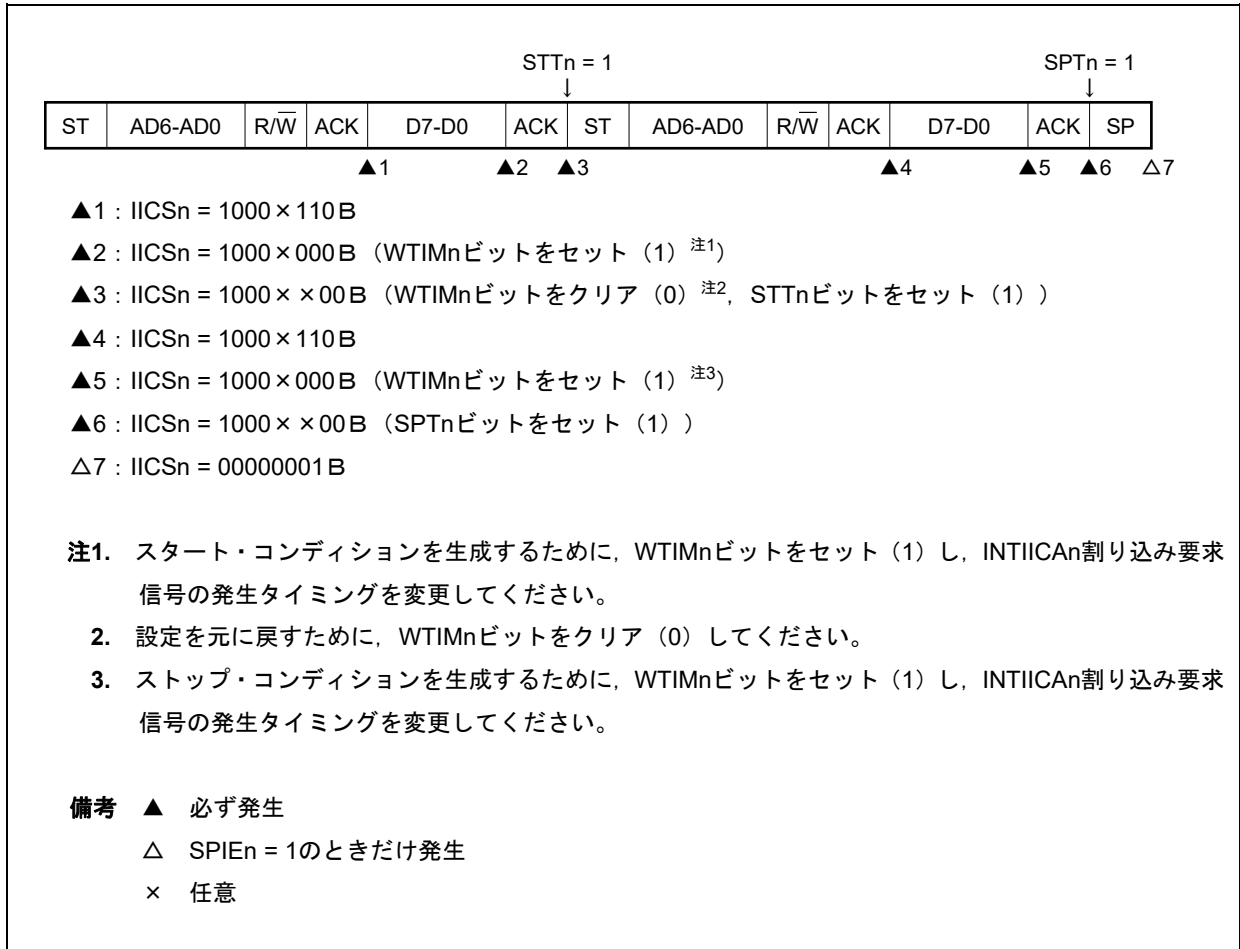 STTn = 1 SPTn = 1
↓ ↓
ST AD6-AD0 R/W̅ ACK D7-D0 ACK ST AD6-AD0 R/W̅ ACK D7-D0 ACK SP
▲1 ▲2 ▲3 ▲4 ▲5 ▲6 △7
▲1：IICSn = 1000×110B
▲2：IICSn = 1000×000B（WTIMnビットをセット（1）注1）
▲3：IICSn = 1000××00B（WTIMnビットをクリア（0）注2，STTnビットをセット（1））
▲4：IICSn = 1000×110B
▲5：IICSn = 1000×000B（WTIMnビットをセット（1）注3）
▲6：IICSn = 1000××00B（SPTnビットをセット（1））
△7：IICSn = 00000001B
注1. スタート・コンディションを生成するために，WTIMnビットをセット（1）し，INTIICAn割り込み要求
信号の発生タイミングを変更してください。
2. 設定を元に戻すために，WTIMnビットをクリア（0）してください。
3. ストップ・コンディションを生成するために，WTIMnビットをセット（1）し，INTIICAn割り込み要求
信号の発生タイミングを変更してください。
備考 ▲ 必ず発生
△ SPIEn = 1のときだけ発生
× 任意